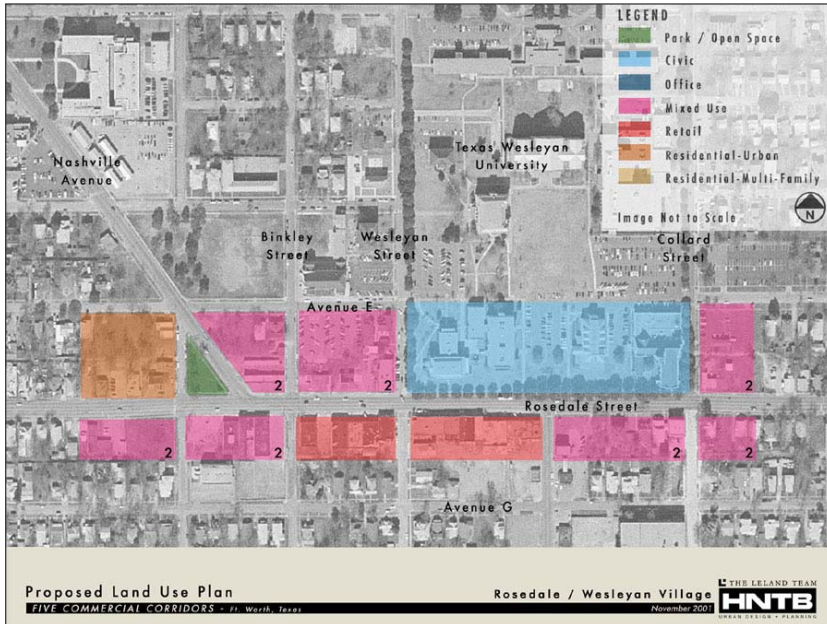 LEGEND
Park / Open Space
Civic
Office
Mixed Use
Retail
Residential-Urban
Residential-Multi-Family
Image Not to Scale
N
Nashville
Avenue
Texas Wesleyan
University
Binkley
Street
Wesleyan
Street
Collard
Street
Avenue E
2
2
2
Rosedale Street
2
2
2
2
Avenue G
Proposed Land Use Plan
FIVE COMMERCIAL CORRIDORS - Ft. Worth, Texas
Rosedale / Wesleyan Village
November 2001
THE LELAND TEAM
HNTB
URBAN DESIGN • PLANNING